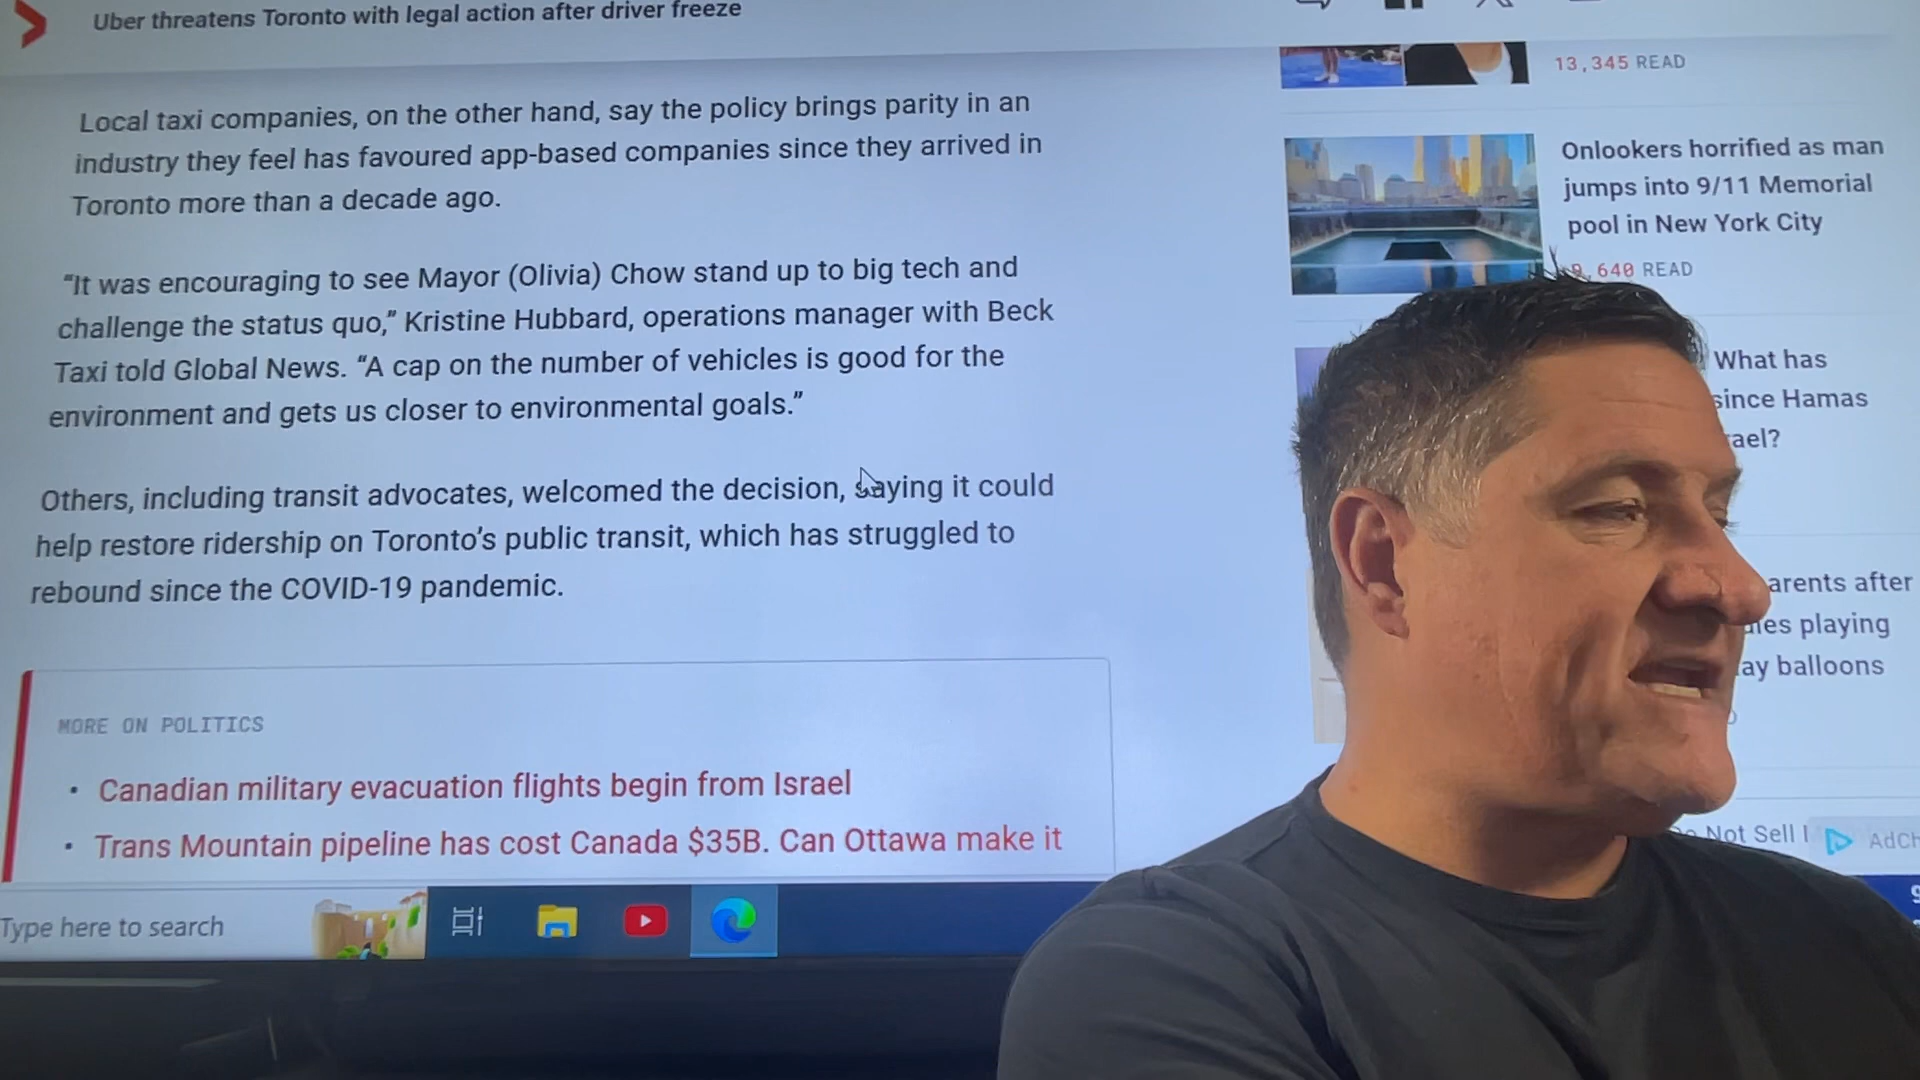 Uber threatens Toronto with legal action after driver freeze
Local taxi companies, on the other hand, say the policy brings parity in an
industry they feel has favoured app-based companies since they arrived in
Toronto more than a decade ago.
“It was encouraging to see Mayor (Olivia) Chow stand up to big tech and
challenge the status quo,” Kristine Hubbard, operations manager with Beck
Taxi told Global News. “A cap on the number of vehicles is good for the
environment and gets us closer to environmental goals.”
Others, including transit advocates, welcomed the decision, saying it could
help restore ridership on Toronto’s public transit, which has struggled to
rebound since the COVID-19 pandemic.
MORE ON POLITICS
• Canadian military evacuation flights begin from Israel
• Trans Mountain pipeline has cost Canada $35B. Can Ottawa make it
13,345 READ
Onlookers horrified as man
jumps into 9/11 Memorial
pool in New York City
640 READ
What has
since Hamas
after
playing
balloons
Not Sell
Type here to search